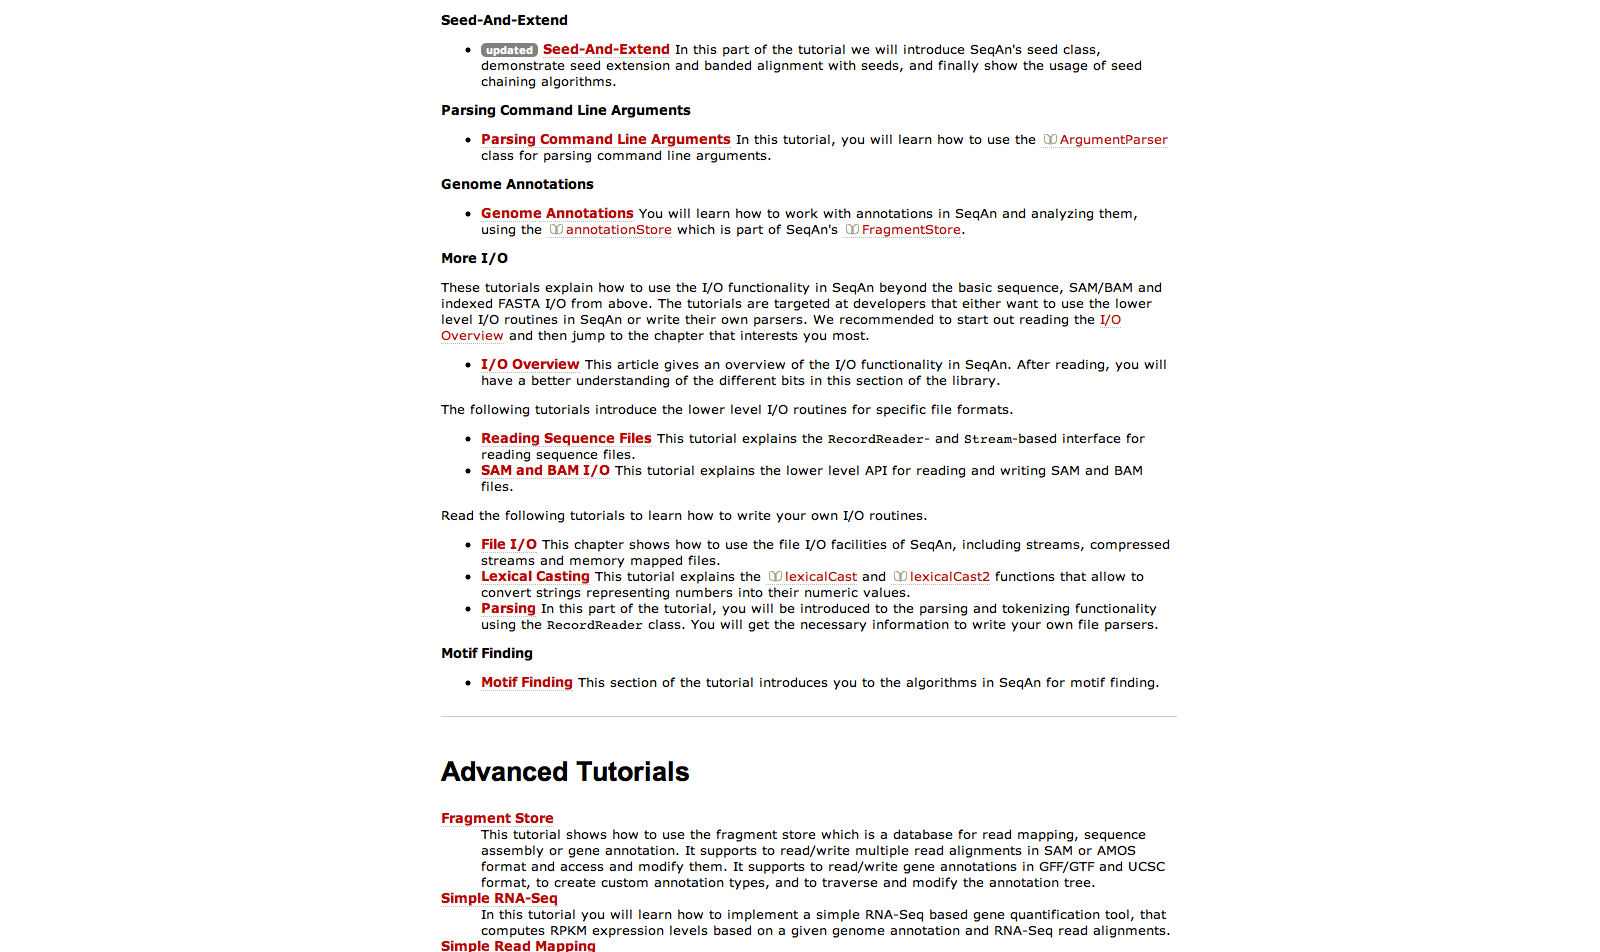 Seed-And-Extend
updated Seed-And-Extend In this part of the tutorial we will introduce SeqAn's seed class,
demonstrate seed extension and banded alignment with seeds, and finally show the usage of seed
chaining algorithms.
Parsing Command Line Arguments
Parsing Command Line Arguments In this tutorial, you will learn how to use the ArgumentParser
class for parsing command line arguments.
Genome Annotations
Genome Annotations You will learn how to work with annotations in SeqAn and analyzing them,
using the annotationStore which is part of SeqAn's FragmentStore.
More I/O
These tutorials explain how to use the I/O functionality in SeqAn beyond the basic sequence, SAM/BAM and
indexed FASTA I/O from above. The tutorials are targeted at developers that either want to use the lower
level I/O routines in SeqAn or write their own parsers. We recommended to start out reading the I/O
Overview and then jump to the chapter that interests you most.
I/O Overview This article gives an overview of the I/O functionality in SeqAn. After reading, you will
have a better understanding of the different bits in this section of the library.
The following tutorials introduce the lower level I/O routines for specific file formats.
Reading Sequence Files This tutorial explains the RecordReader- and Stream-based interface for
reading sequence files.
SAM and BAM I/O This tutorial explains the lower level API for reading and writing SAM and BAM
files.
Read the following tutorials to learn how to write your own I/O routines.
File I/O This chapter shows how to use the file I/O facilities of SeqAn, including streams, compressed
streams and memory mapped files.
Lexical Casting This tutorial explains the lexicalCast and lexicalCast2 functions that allow to
convert strings representing numbers into their numeric values.
Parsing In this part of the tutorial, you will be introduced to the parsing and tokenizing functionality
using the RecordReader class. You will get the necessary information to write your own file parsers.
Motif Finding
Motif Finding This section of the tutorial introduces you to the algorithms in SeqAn for motif finding.
Advanced Tutorials
Fragment Store
This tutorial shows how to use the fragment store which is a database for read mapping, sequence
assembly or gene annotation. It supports to read/write multiple read alignments in SAM or AMOS
format and access and modify them. It supports to read/write gene annotations in GFF/GTF and UCSC
format, to create custom annotation types, and to traverse and modify the annotation tree.
Simple RNA-Seq
In this tutorial you will learn how to implement a simple RNA-Seq based gene quantification tool, that
computes RPKM expression levels based on a given genome annotation and RNA-Seq read alignments.
Simple Read Mapping